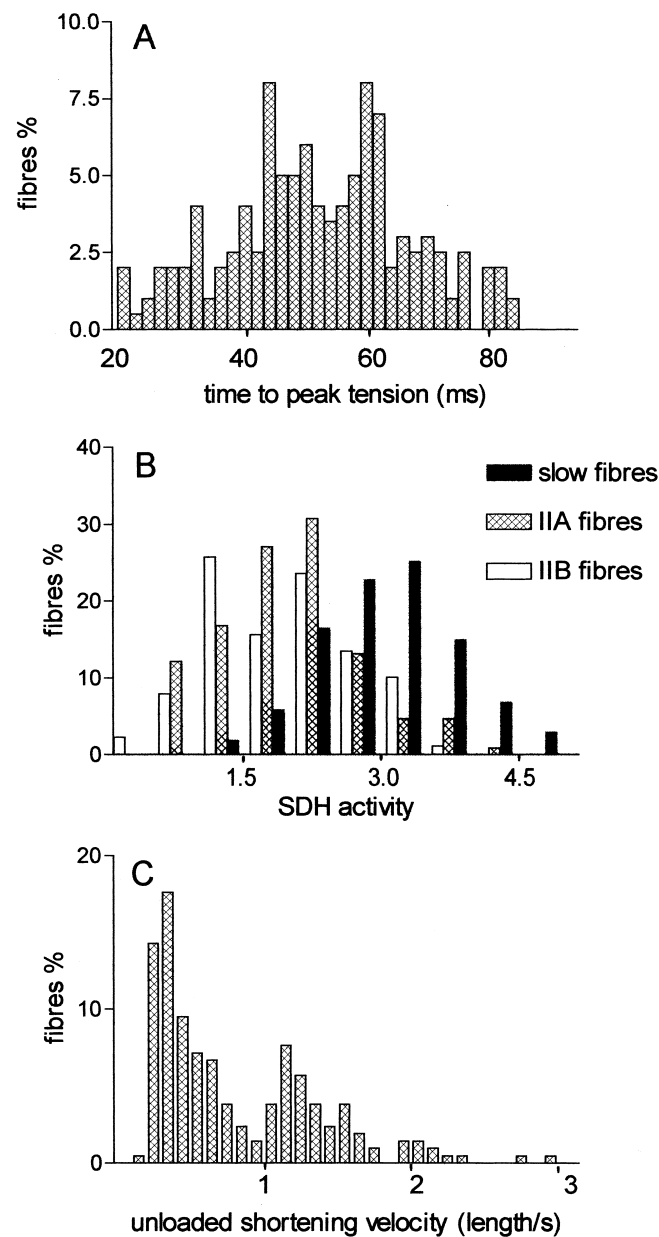 A
10.0
7.5
5.0
2.5
0.0
fibres %
20 40 60 80
time to peak tension (ms)
B
40
30
20
10
0
fibres %
slow fibres
IIA fibres
IIB fibres
1.5 3.0 4.5
SDH activity
C
20
10
0
fibres %
1 2 3
unloaded shortening velocity (length/s)